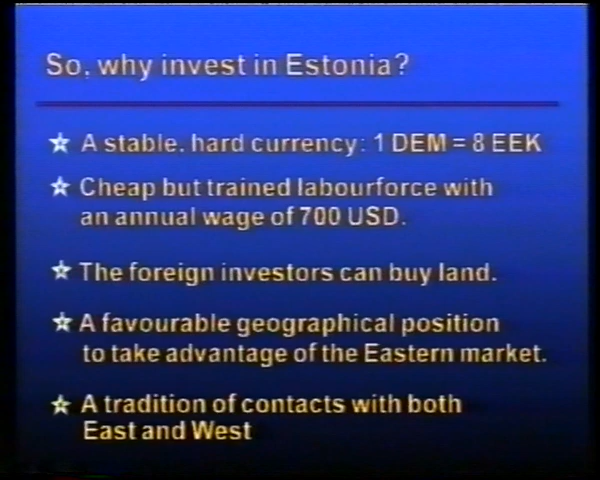 So, why invest in Estonia?
A stable, hard currency: 1 DEM = 8 EEK
Cheap but trained labourforce with
an annual wage of 700 USD.
The foreign investors can buy land.
A favourable geographical position
to take advantage of the Eastern market.
A tradition of contacts with both
East and West